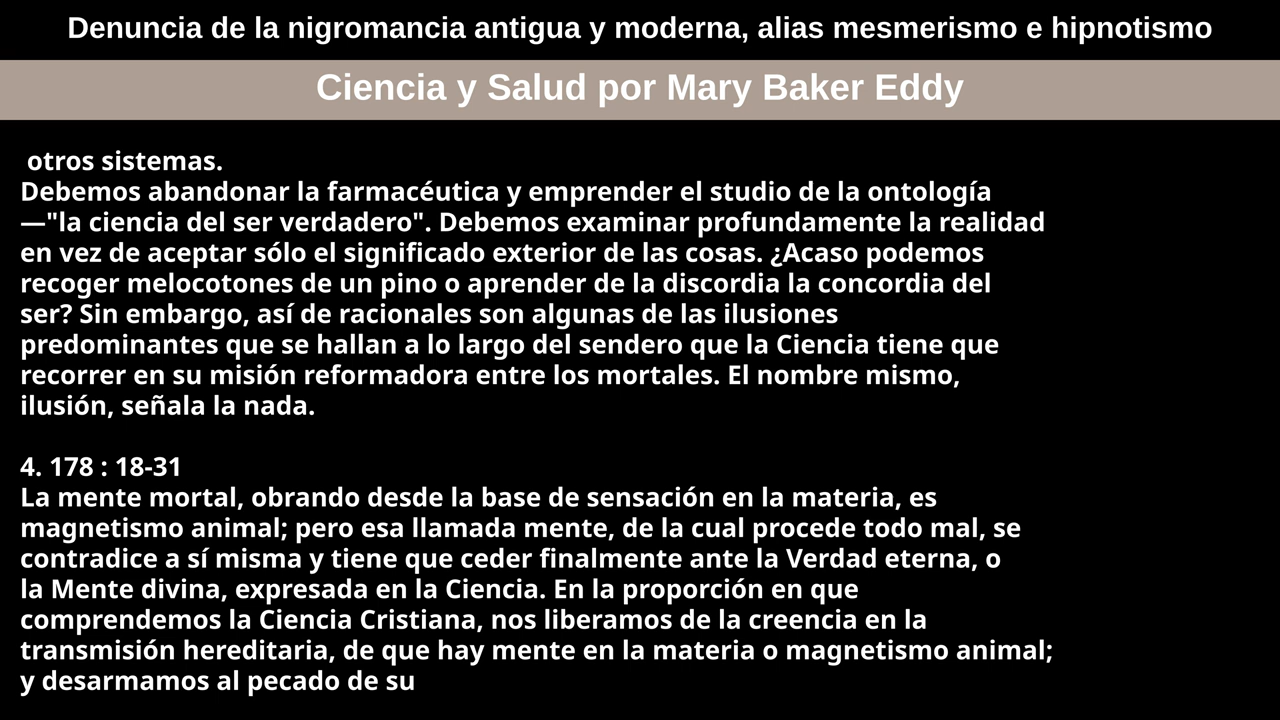 Denuncia de la nigromancia antigua y moderna, alias mesmerismo e hipnotismo
Ciencia y Salud por Mary Baker Eddy
otros sistemas.
Debemos abandonar la farmacéutica y emprender el studio de la ontología
—"la ciencia del ser verdadero". Debemos examinar profundamente la realidad
en vez de aceptar sólo el significado exterior de las cosas. ¿Acaso podemos
recoger melocotones de un pino o aprender de la discordia la concordia del
ser? Sin embargo, así de racionales son algunas de las ilusiones
predominantes que se hallan a lo largo del sendero que la Ciencia tiene que
recorrer en su misión reformadora entre los mortales. El nombre mismo,
ilusión, señala la nada.
4. 178 : 18-31
La mente mortal, obrando desde la base de sensación en la materia, es
magnetismo animal; pero esa llamada mente, de la cual procede todo mal, se
contradice a sí misma y tiene que ceder finalmente ante la Verdad eterna, o
la Mente divina, expresada en la Ciencia. En la proporción en que
comprendemos la Ciencia Cristiana, nos liberamos de la creencia en la
transmisión hereditaria, de que hay mente en la materia o magnetismo animal;
y desarmamos al pecado de su